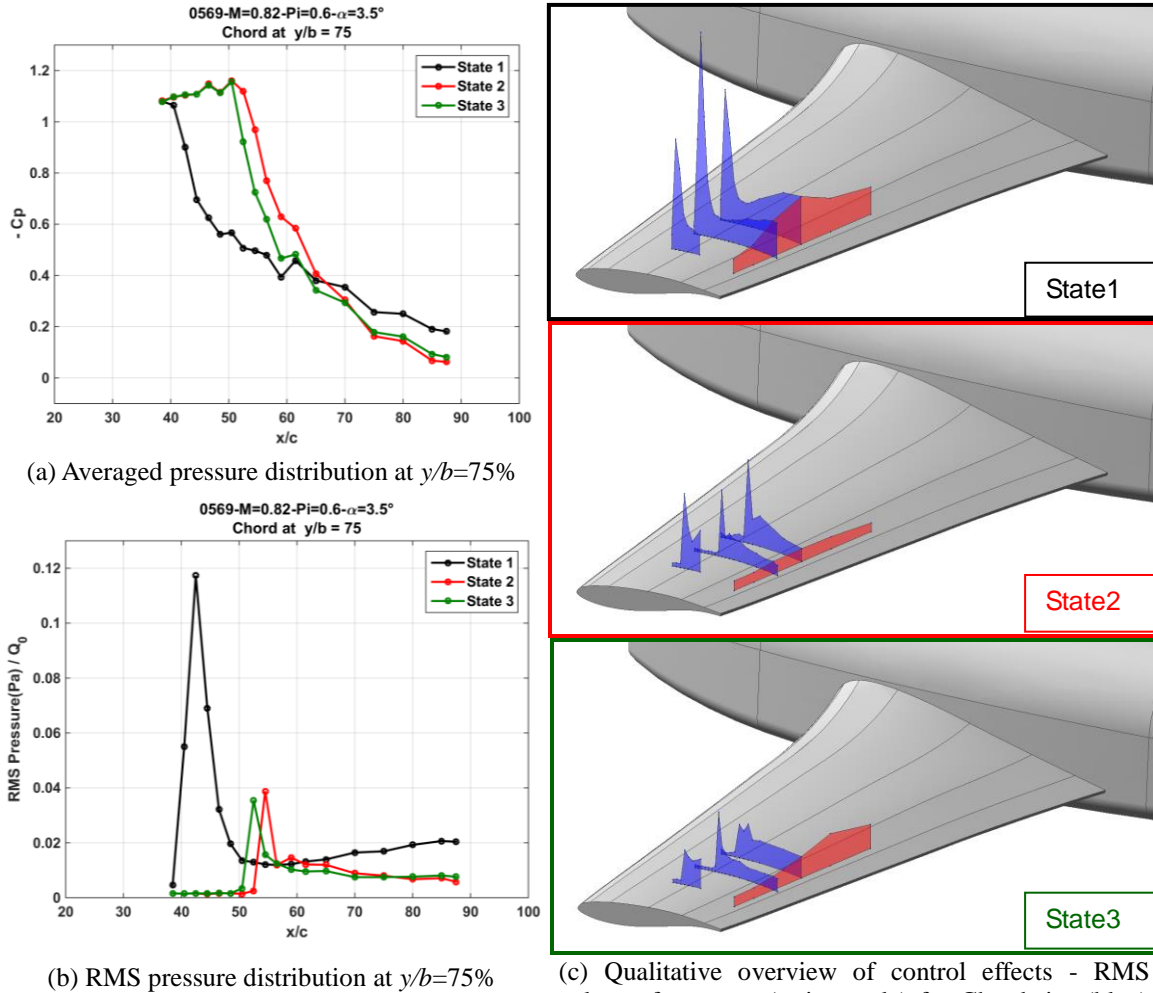 0569-M=0.82-Pi=0.6-α=3.5°
Chord at y/b = 75
State 1
State 2
State 3
- Cp
1.2
1
0.8
0.6
0.4
0.2
0
20 30 40 50 60 70 80 90 100
x/c
(a) Averaged pressure distribution at y/b=75%
0569-M=0.82-Pi=0.6-α=3.5°
Chord at y/b = 75
State 1
State 2
State 3
RMS Pressure(Pa) / Q0
0.12
0.1
0.08
0.06
0.04
0.02
0
20 30 40 50 60 70 80 90 100
x/c
(b) RMS pressure distribution at y/b=75%
State1
State2
State3
(c) Qualitative overview of control effects - RMS